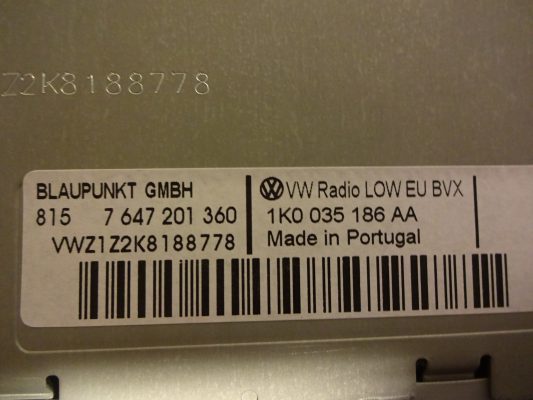 Z2K8188778
BLAUPUNKT GMBH
815 7 647 201 360
VWZ1Z2K8188778
VW Radio LOW EU BVX
1K0 035 186 AA
Made in Portugal